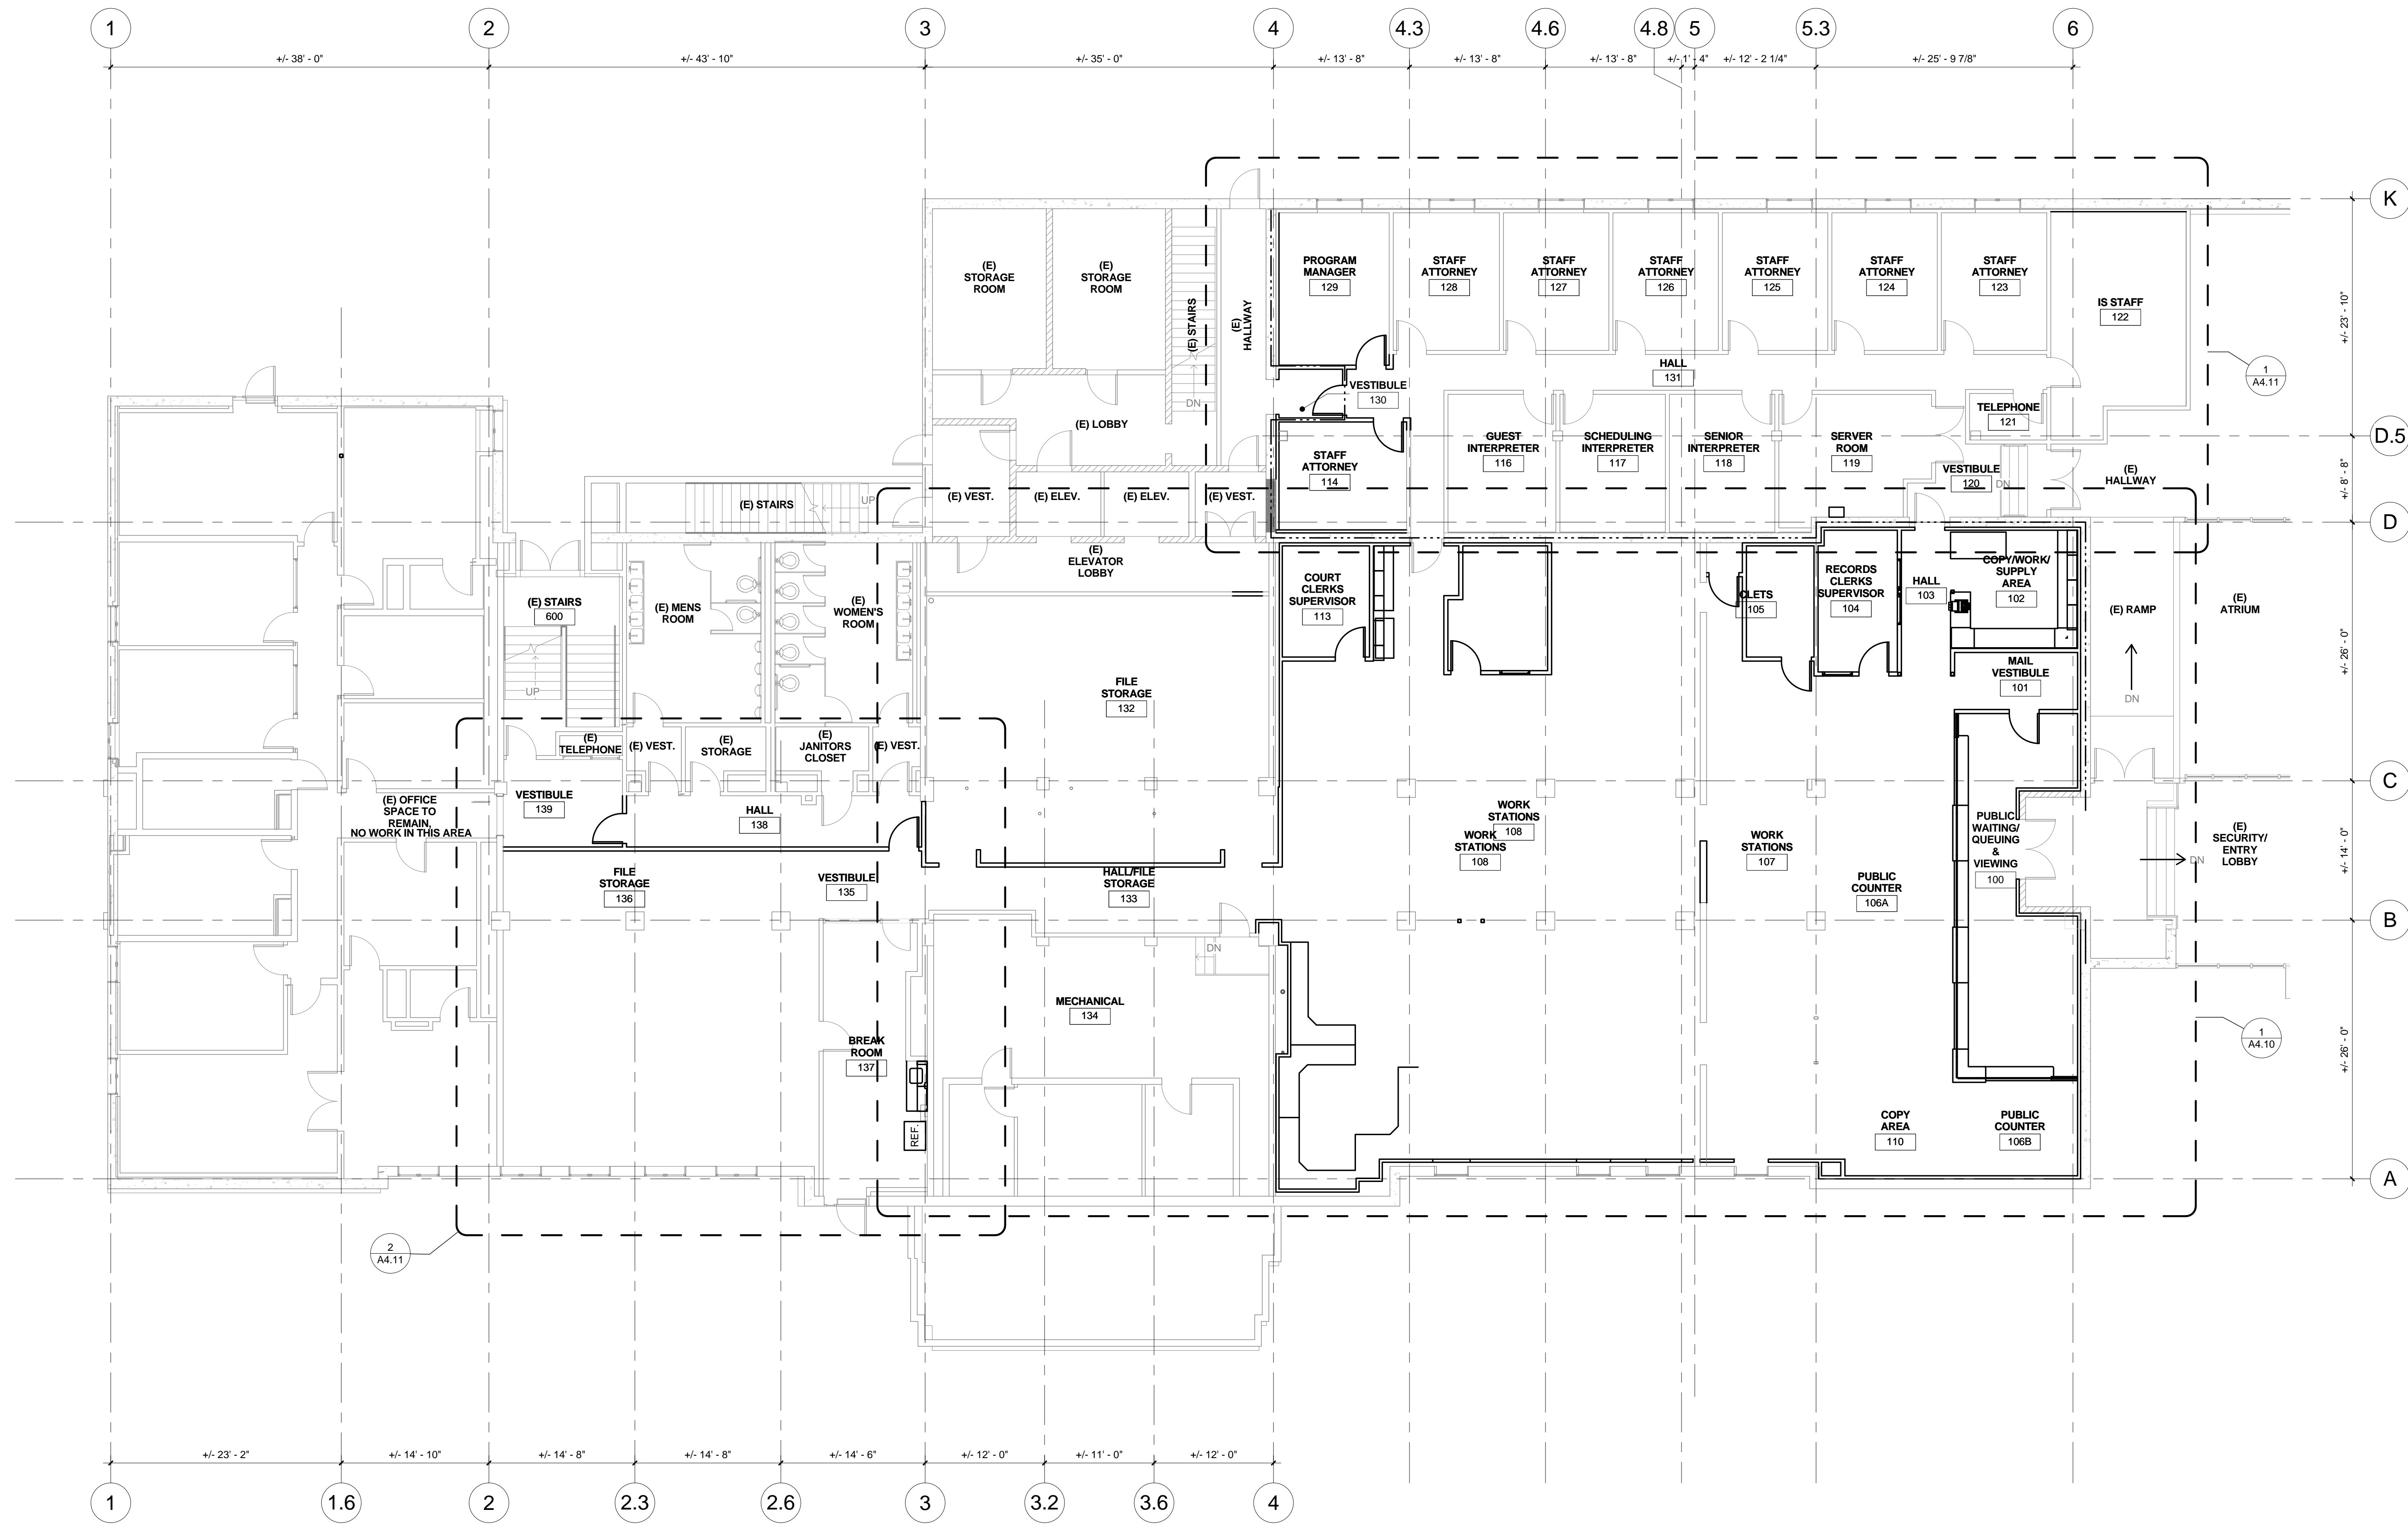 1
2
3
4
4.3
4.6
4.8
5
5.3
6
+/- 38' - 0"
+/- 43' - 10"
+/- 35' - 0"
+/- 13' - 8"
+/- 13' - 8"
+/- 13' - 8"
+/- 1' - 4"
+/- 12' - 2 1/4"
+/- 25' - 9 7/8"
K
D.5
D
C
B
A
+/- 23' - 10"
+/- 8' - 8"
+/- 26' - 0"
+/- 14' - 0"
+/- 26' - 0"
(E)
STORAGE
ROOM
(E)
STORAGE
ROOM
(E) STAIRS
DN
(E)
HALLWAY
PROGRAM
MANAGER
129
STAFF
ATTORNEY
128
STAFF
ATTORNEY
127
STAFF
ATTORNEY
126
STAFF
ATTORNEY
125
STAFF
ATTORNEY
124
STAFF
ATTORNEY
123
IS STAFF
122
1
A4.11
HALL
131
VESTIBULE
130
(E) LOBBY
STAFF
ATTORNEY
114
GUEST
INTERPRETER
116
SCHEDULING
INTERPRETER
117
SENIOR
INTERPRETER
118
SERVER
ROOM
119
TELEPHONE
121
VESTIBULE
120
DN
(E)
HALLWAY
(E) STAIRS
UP
(E) VEST.
(E) ELEV.
(E) ELEV.
(E) VEST.
(E)
ELEVATOR
LOBBY
(E) STAIRS
600
UP
(E) MENS
ROOM
(E)
WOMEN'S
ROOM
COURT
CLERKS
SUPERVISOR
113
CLETS
105
RECORDS
CLERKS
SUPERVISOR
104
HALL
103
COPY/WORK/
SUPPLY
AREA
102
(E) RAMP
DN
(E)
ATRIUM
MAIL
VESTIBULE
101
FILE
STORAGE
132
(E)
TELEPHONE
(E) VEST.
(E)
STORAGE
(E)
JANITORS
CLOSET
(E) VEST.
(E) OFFICE
SPACE TO
REMAIN,
NO WORK IN THIS AREA
VESTIBULE
139
HALL
138
WORK
STATIONS
108
WORK
STATIONS
108
WORK
STATIONS
107
PUBLIC
WAITING/
QUEUING
&
VIEWING
100
(E)
SECURITY/
ENTRY
LOBBY
DN
FILE
STORAGE
136
VESTIBULE
135
HALL/FILE
STORAGE
133
PUBLIC
COUNTER
106A
DN
MECHANICAL
134
BREAK
ROOM
137
REF.
1
A4.10
COPY
AREA
110
PUBLIC
COUNTER
106B
2
A4.11
+/- 23' - 2"
+/- 14' - 10"
+/- 14' - 8"
+/- 14' - 8"
+/- 14' - 6"
+/- 12' - 0"
+/- 11' - 0"
+/- 12' - 0"
1
1.6
2
2.3
2.6
3
3.2
3.6
4